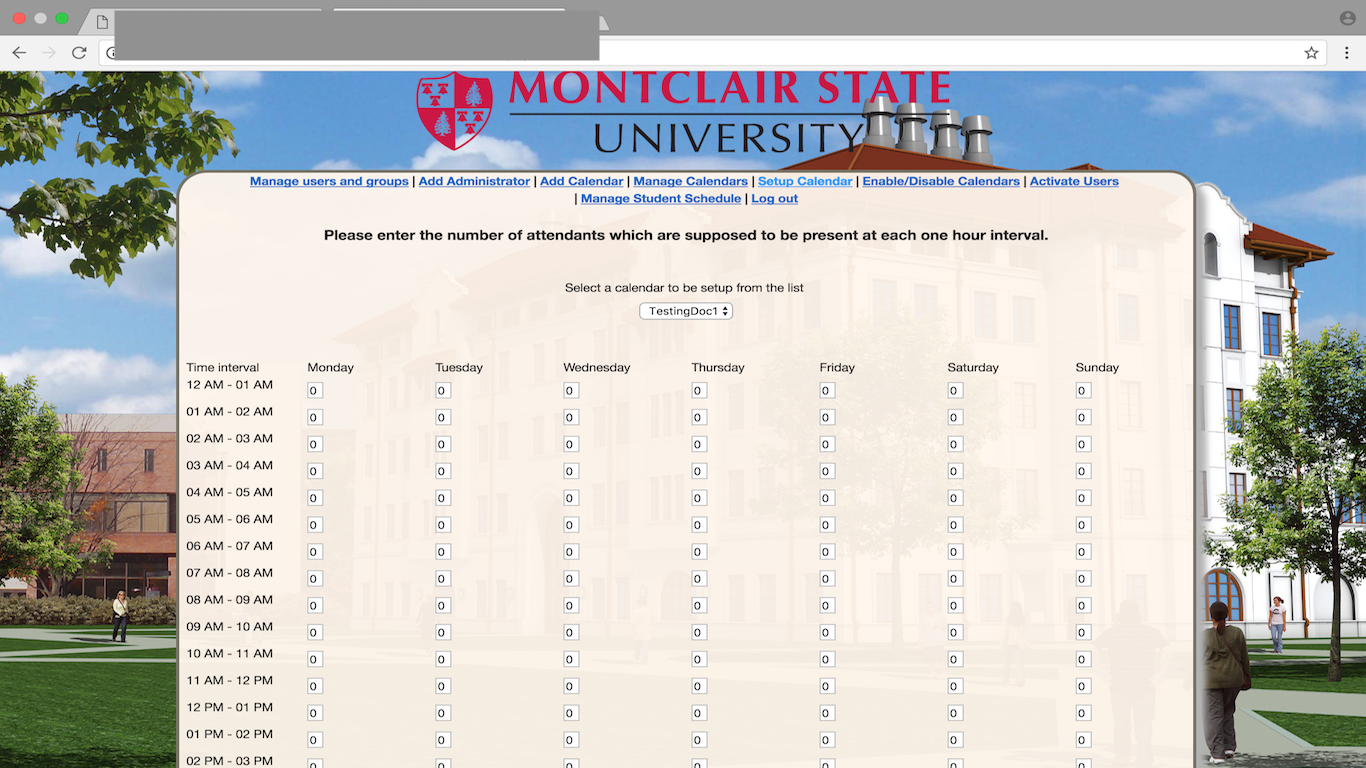 MONTCLAIR STATE
UNIVERSITY
Manage users and groups | Add Administrator | Add Calendar | Manage Calendars | Setup Calendar | Enable/Disable Calendars | Activate Users
| Manage Student Schedule | Log out
Please enter the number of attendants which are supposed to be present at each one hour interval.
Select a calendar to be setup from the list
TestingDoc1
Time interval Monday Tuesday Wednesday Thursday Friday Saturday Sunday
12 AM - 01 AM 0 0 0 0 0 0 0
01 AM - 02 AM 0 0 0 0 0 0 0
02 AM - 03 AM 0 0 0 0 0 0 0
03 AM - 04 AM 0 0 0 0 0 0 0
04 AM - 05 AM 0 0 0 0 0 0 0
05 AM - 06 AM 0 0 0 0 0 0 0
06 AM - 07 AM 0 0 0 0 0 0 0
07 AM - 08 AM 0 0 0 0 0 0 0
08 AM - 09 AM 0 0 0 0 0 0 0
09 AM - 10 AM 0 0 0 0 0 0 0
10 AM - 11 AM 0 0 0 0 0 0 0
11 AM - 12 PM 0 0 0 0 0 0 0
12 PM - 01 PM 0 0 0 0 0 0 0
01 PM - 02 PM 0 0 0 0 0 0 0
02 PM - 03 PM 0 0 0 0 0 0 0